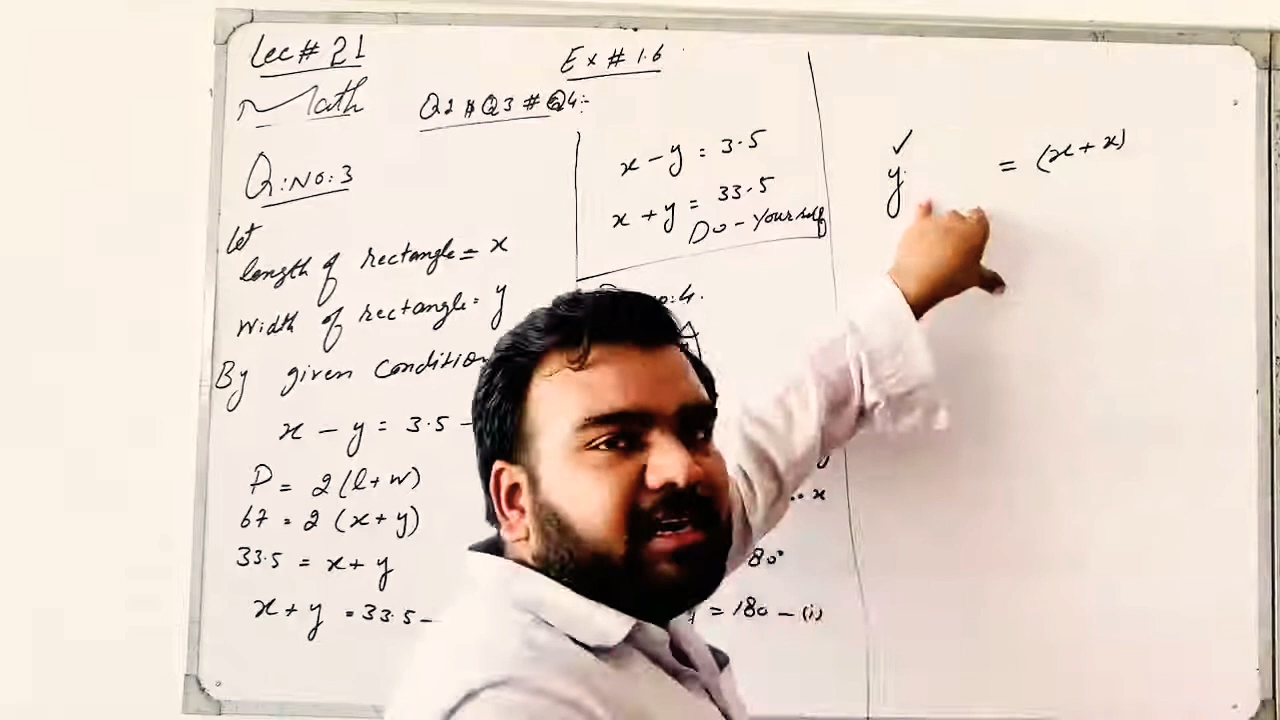 Lec# 21
Math
Ex # 1.6
Q2 # Q3 # Q4:-
Q:No:3
let
length of rectangle = x
width of rectangle = y
By given Condition
x - y = 3.5 -
P = 2(l+w)
67 = 2 (x+y)
33.5 = x+y
x+y = 33.5 -
x - y = 3.5
x + y = 33.5
Do - Yourself
:4.
y
x
80°
= 180 - (i)
✓
y = (x + x)